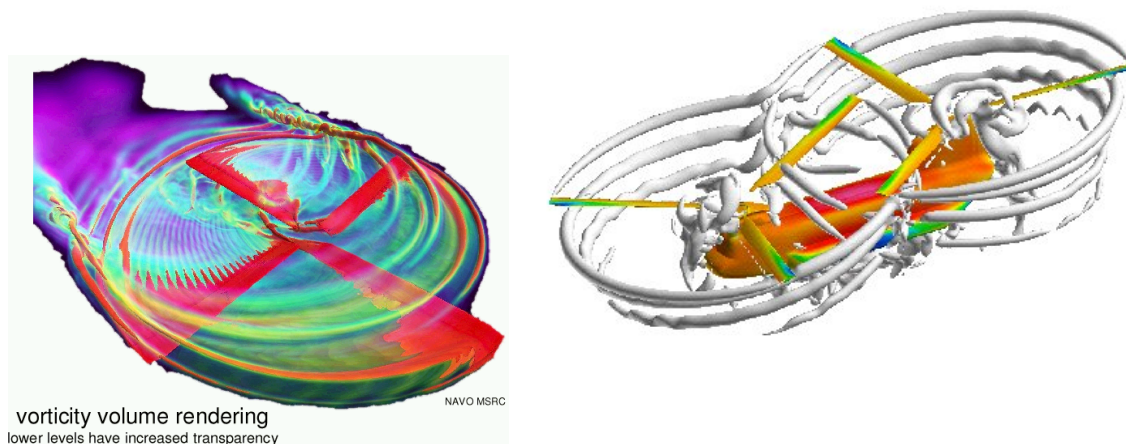 NAVO MSRC
vorticity volume rendering
lower levels have increased transparency